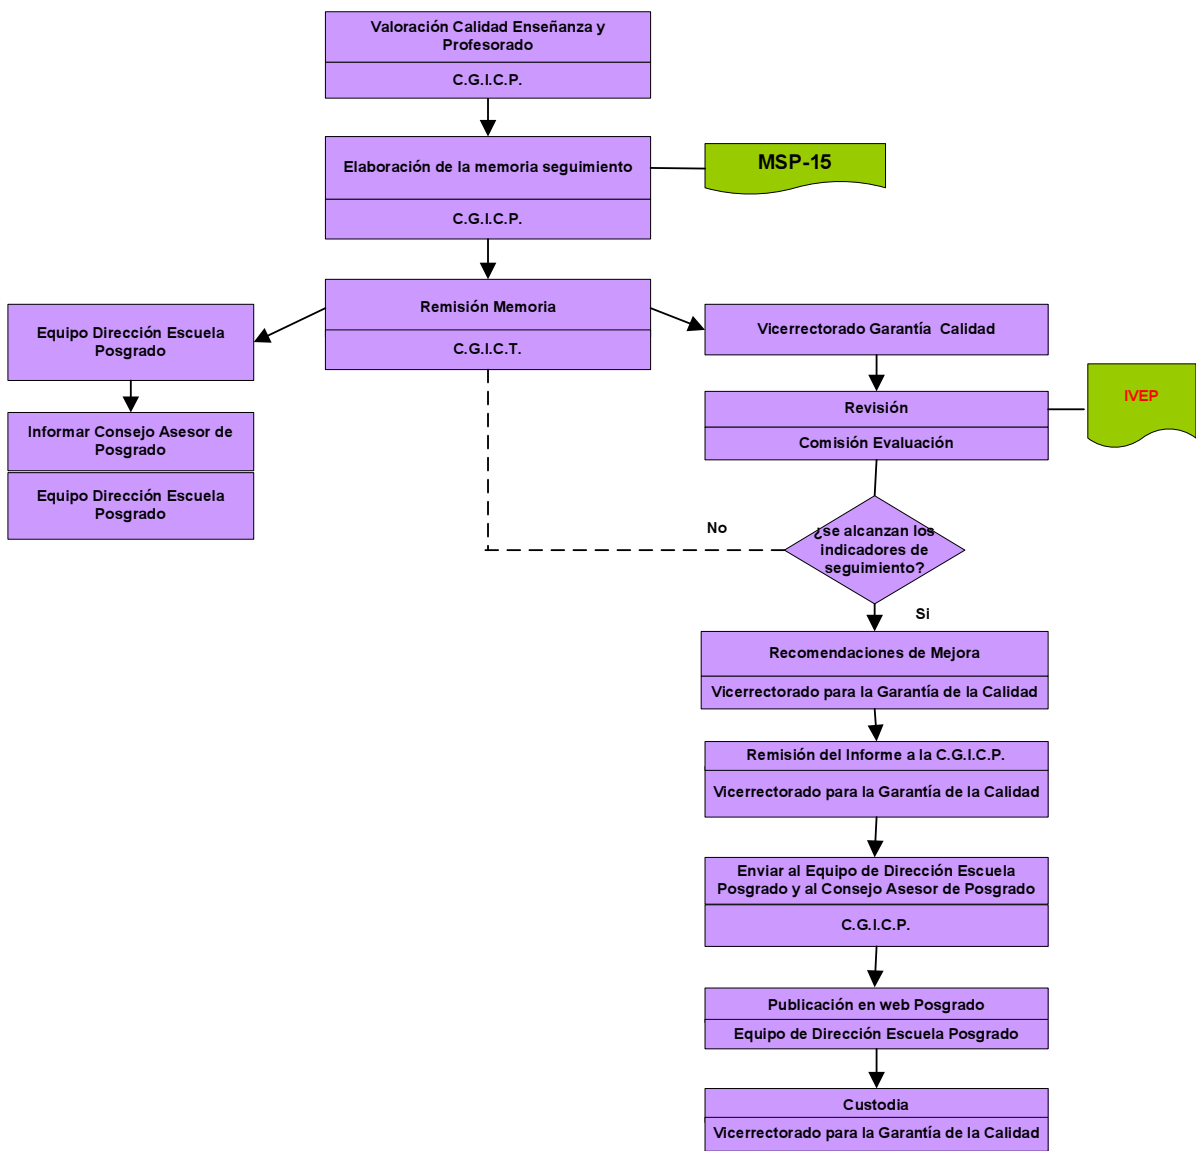 Valoración Calidad Enseñanza y
Profesorado
C.G.I.C.P.
Elaboración de la memoria seguimiento
MSP-15
C.G.I.C.P.
Remisión Memoria
C.G.I.C.T.
Equipo Dirección Escuela
Posgrado
Informar Consejo Asesor de
Posgrado
Equipo Dirección Escuela
Posgrado
Vicerrectorado Garantía  Calidad
Revisión
Comisión Evaluación
IVEP
¿se alcanzan los
indicadores de
seguimiento?
No
Si
Recomendaciones de Mejora
Vicerrectorado para la Garantía de la Calidad
Remisión del Informe a la C.G.I.C.P.
Vicerrectorado para la Garantía de la Calidad
Enviar al Equipo de Dirección Escuela
Posgrado y al Consejo Asesor de Posgrado
C.G.I.C.P.
Publicación en web Posgrado
Equipo de Dirección Escuela Posgrado
Custodia
Vicerrectorado para la Garantía de la Calidad